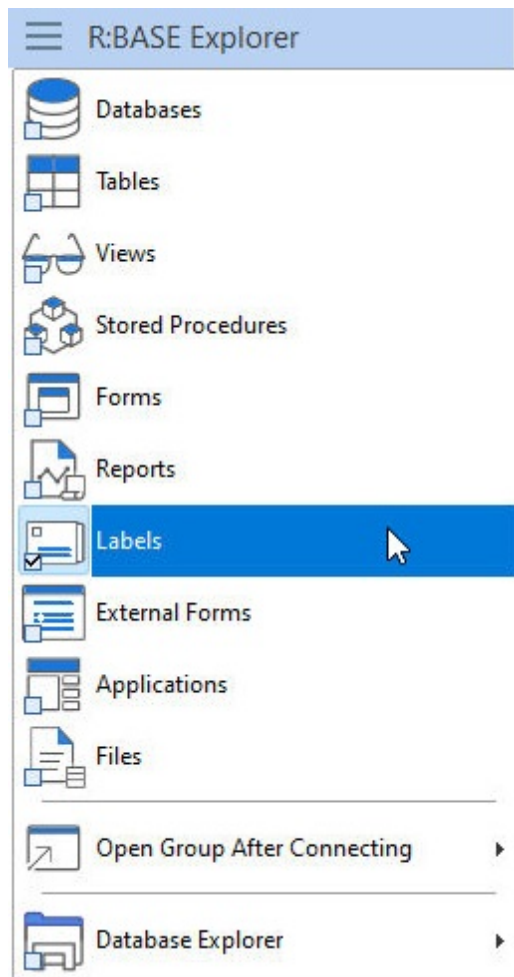 R:BASE Explorer
Databases
Tables
Views
Stored Procedures
Forms
Reports
Labels
External Forms
Applications
Files
Open Group After Connecting
Database Explorer